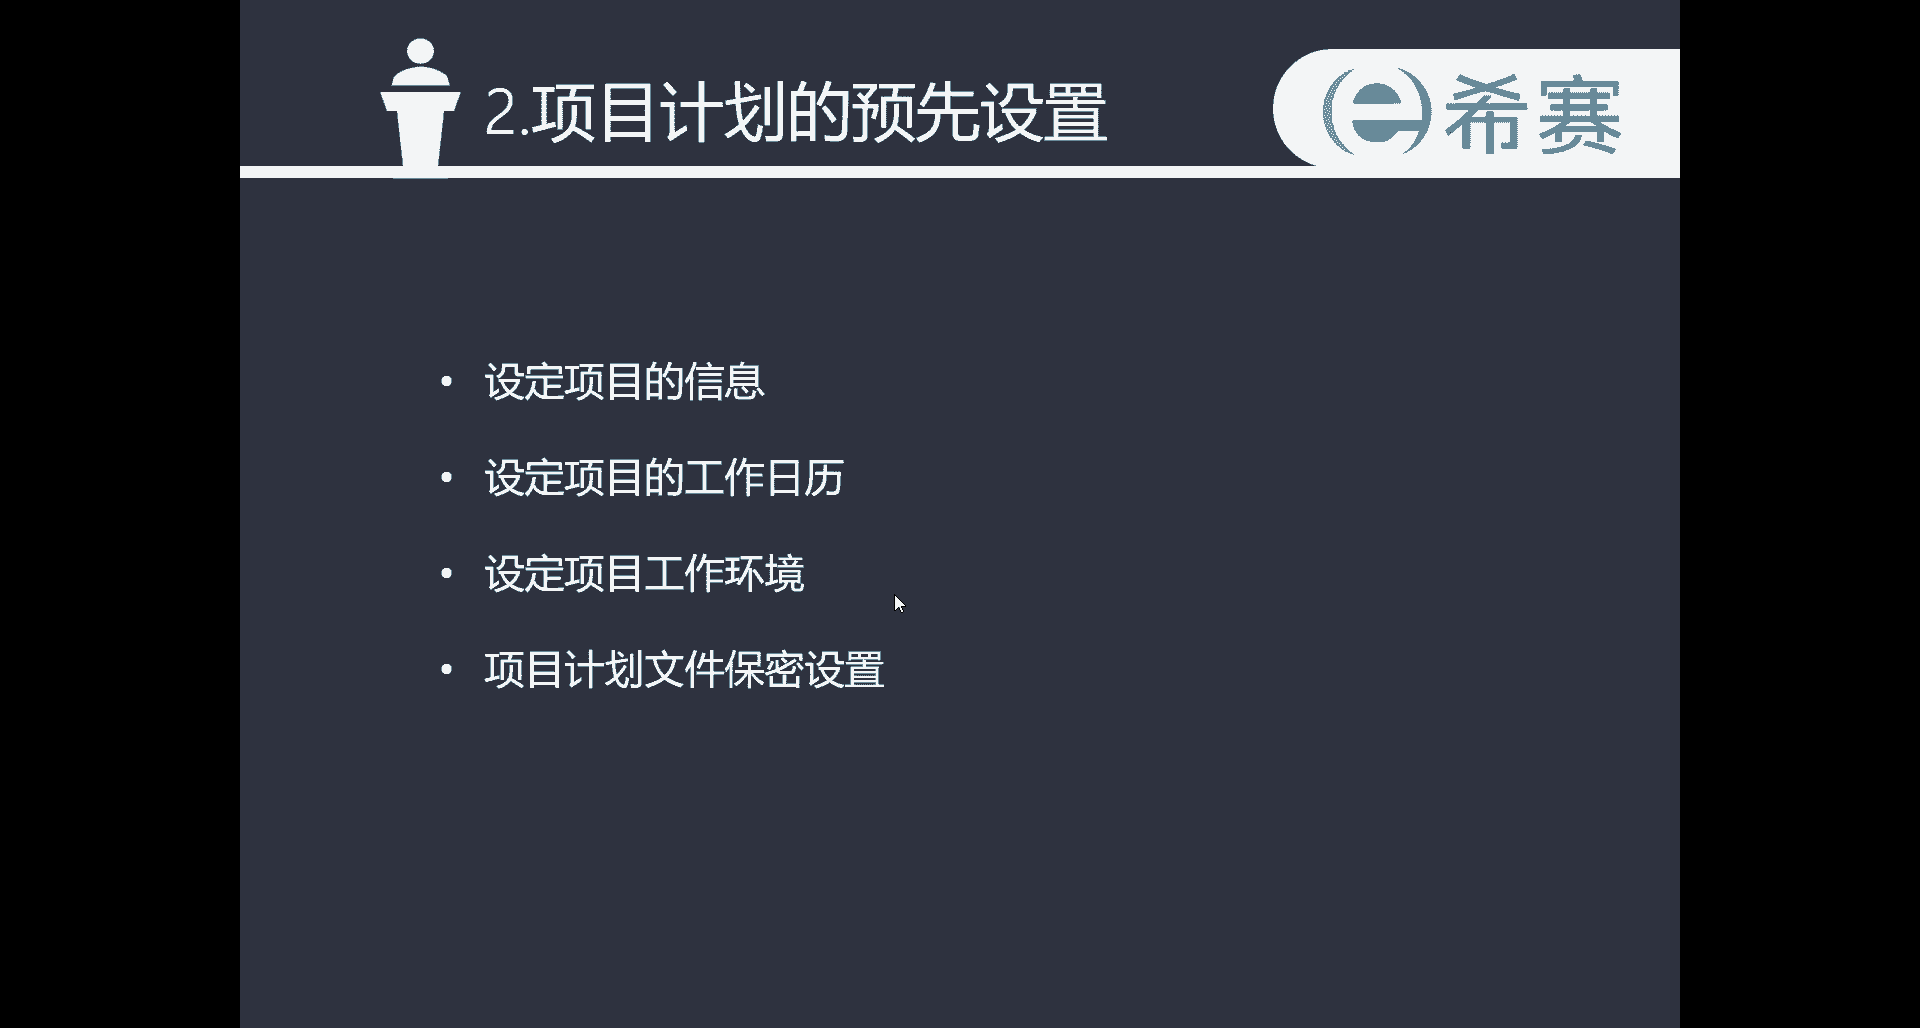 2.项目计划的预先设置
e希赛
• 设定项目的信息
• 设定项目的工作日历
• 设定项目工作环境
• 项目计划文件保密设置